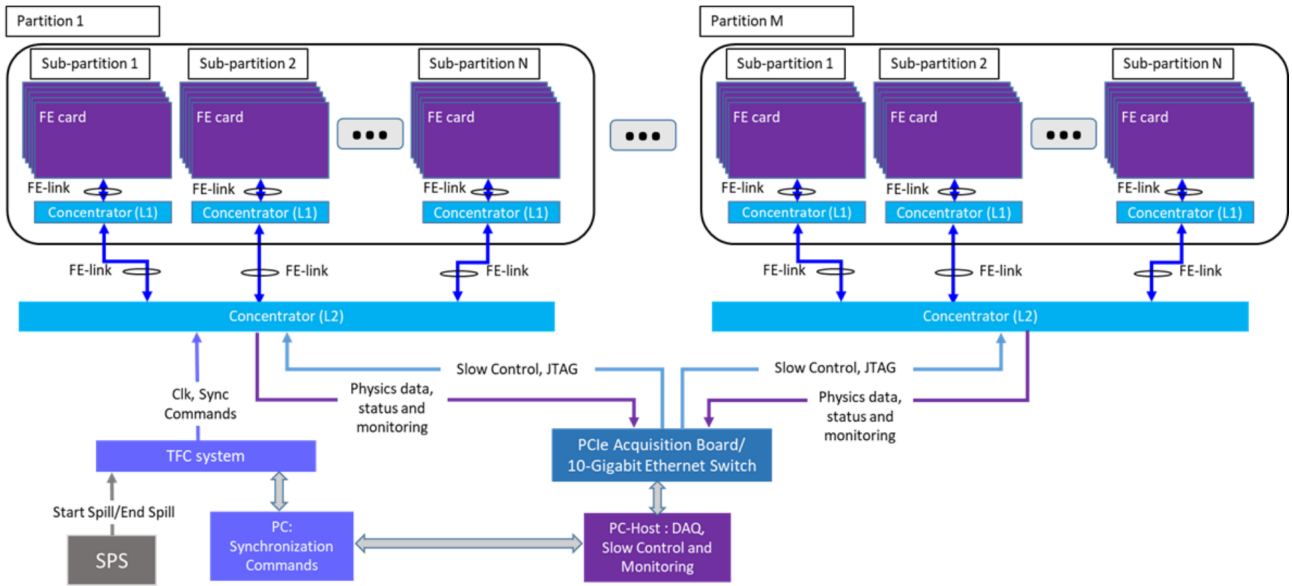 Partition 1
Partition M
Sub-partition 1
Sub-partition 2
Sub-partition N
Sub-partition 1
Sub-partition 2
Sub-partition N
FE card
FE card
FE card
FE card
FE card
FE card
FE-link
FE-link
FE-link
FE-link
FE-link
FE-link
Concentrator (L1)
Concentrator (L1)
Concentrator (L1)
Concentrator (L1)
Concentrator (L1)
Concentrator (L1)
FE-link
FE-link
FE-link
FE-link
FE-link
FE-link
Concentrator (L2)
Concentrator (L2)
Clk, Sync
Commands
Slow Control, JTAG
Physics data,
status and
monitoring
Slow Control, JTAG
Physics data,
status and
monitoring
TFC system
PCIe Acquisition Board/
10-Gigabit Ethernet Switch
Start Spill/End Spill
SPS
PC:
Synchronization
Commands
PC-Host : DAQ,
Slow Control and
Monitoring